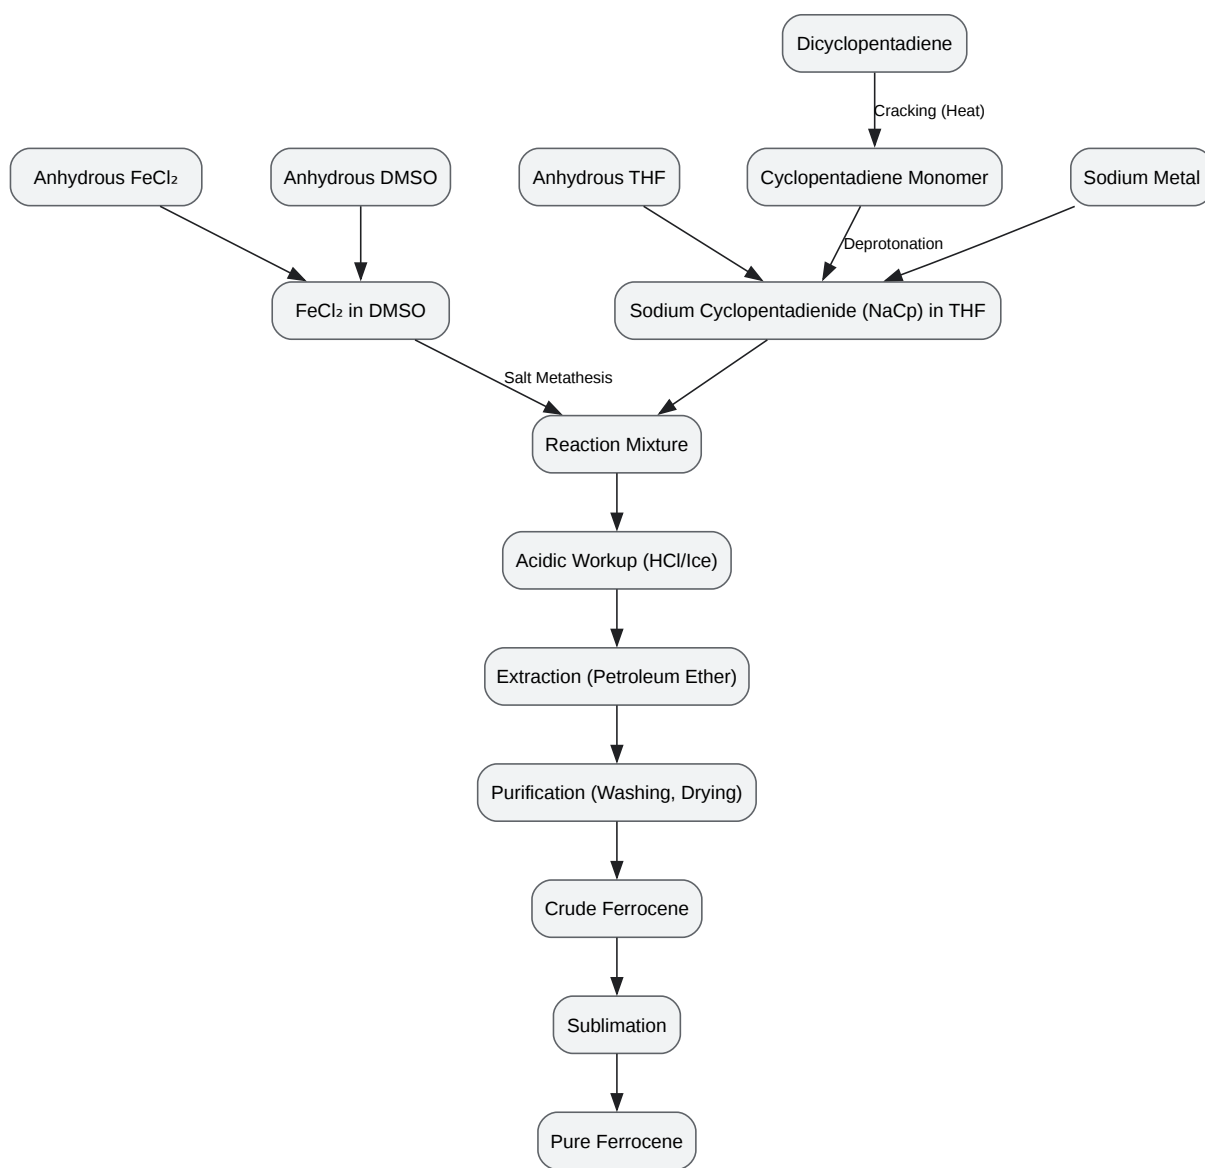 Dicyclopentadiene
Cracking (Heat)
Anhydrous FeCl₂
Anhydrous DMSO
Anhydrous THF
Cyclopentadiene Monomer
Sodium Metal
Deprotonation
FeCl₂ in DMSO
Sodium Cyclopentadienide (NaCp) in THF
Salt Metathesis
Reaction Mixture
Acidic Workup (HCl/Ice)
Extraction (Petroleum Ether)
Purification (Washing, Drying)
Crude Ferrocene
Sublimation
Pure Ferrocene